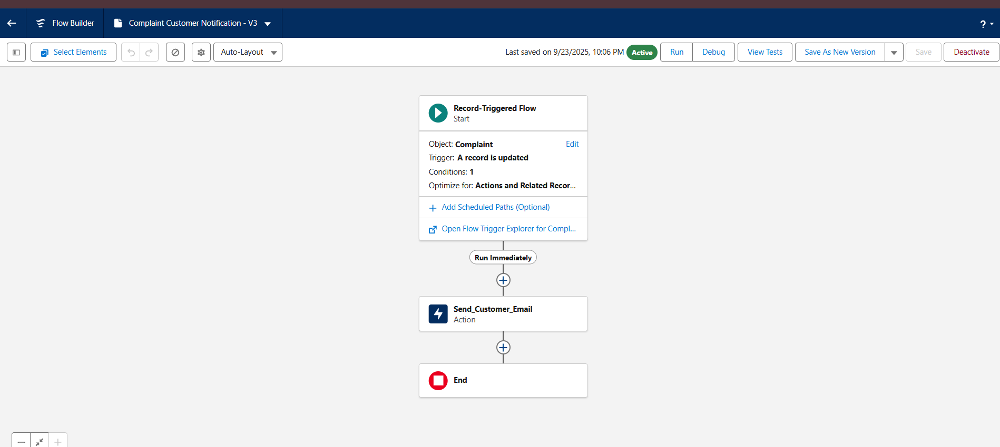 Flow Builder
Complaint Customer Notification - V3
?
Select Elements
Auto-Layout
Last saved on 9/23/2025, 10:06 PM
Active
Run
Debug
View Tests
Save As New Version
Save
Deactivate
Record-Triggered Flow
Start
Object: Complaint
Edit
Trigger: A record is updated
Conditions: 1
Optimize for: Actions and Related Recor...
Add Scheduled Paths (Optional)
Open Flow Trigger Explorer for Compl...
Run Immediately
Send_Customer_Email
Action
End